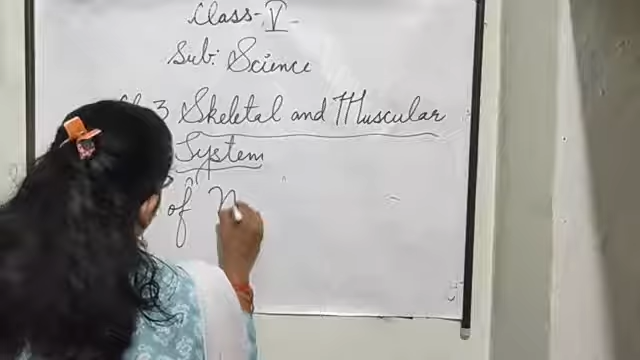 Class-V-
Sub: Science
Ch 3 Skeletal and Muscular
System
of